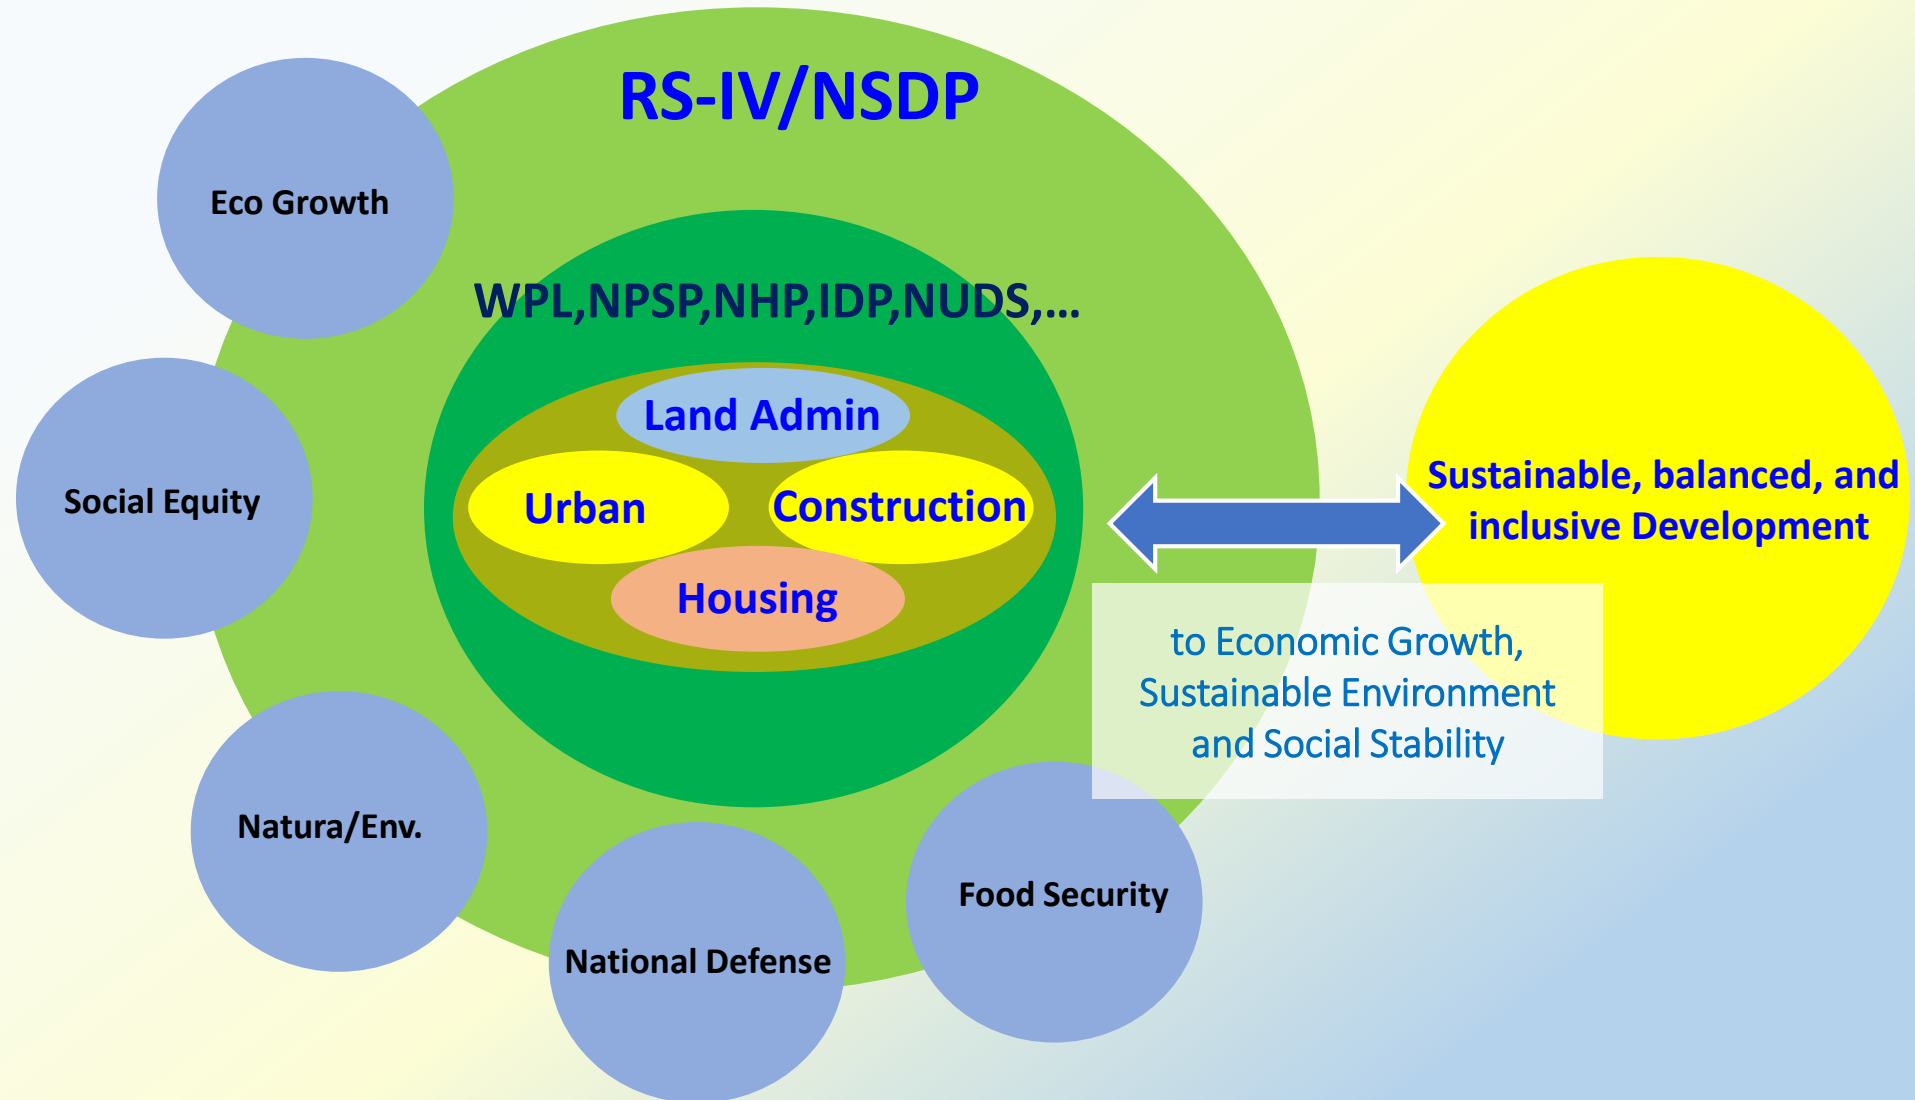 RS-IV/NSDP
Eco Growth
WPL,NPSP,NHP,IDP,NUDS,...
Land Admin
Urban
Construction
Housing
Social Equity
Sustainable, balanced, and
inclusive Development
to Economic Growth,
Sustainable Environment
and Social Stability
Natura/Env.
National Defense
Food Security